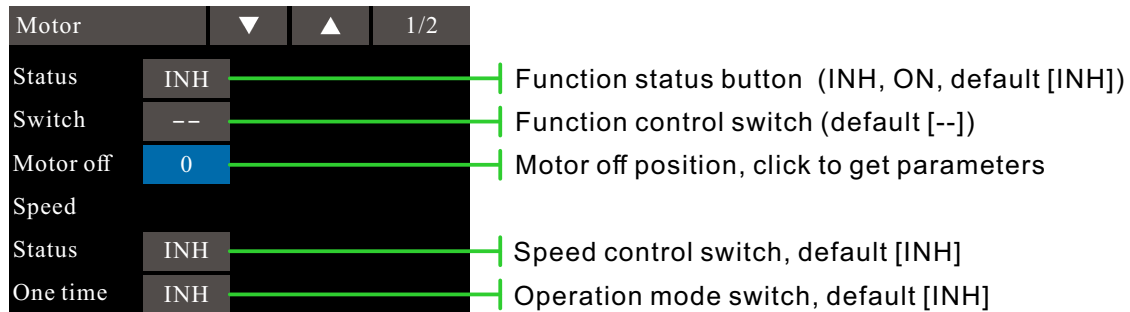 Motor ▼ ▲ 1/2
Status INH Function status button (INH, ON, default [INH])
Switch -- Function control switch (default [--])
Motor off 0 Motor off position, click to get parameters
Speed
Status INH Speed control switch, default [INH]
One time INH Operation mode switch, default [INH]